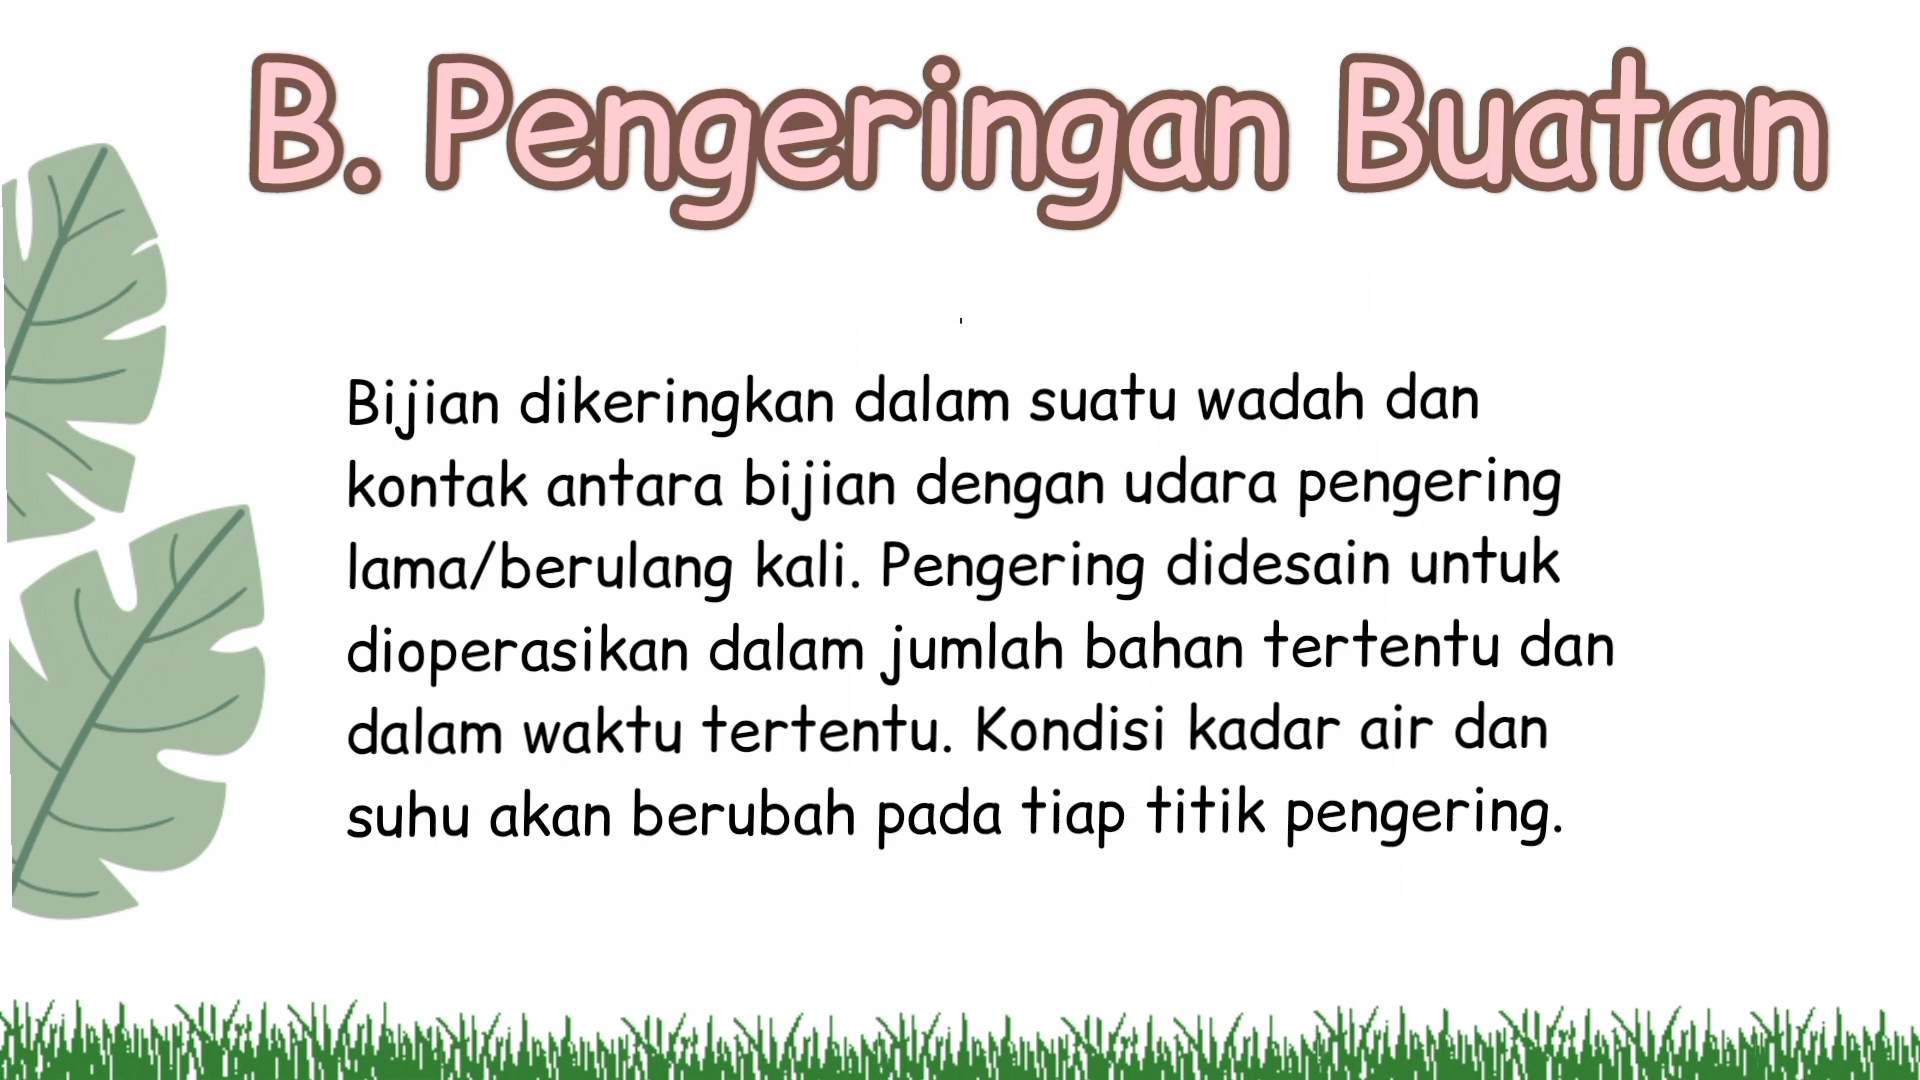 B. Pengeringan Buatan
Bijian dikeringkan dalam suatu wadah dan
kontak antara bijian dengan udara pengering
lama/berulang kali. Pengering didesain untuk
dioperasikan dalam jumlah bahan tertentu dan
dalam waktu tertentu. Kondisi kadar air dan
suhu akan berubah pada tiap titik pengering.